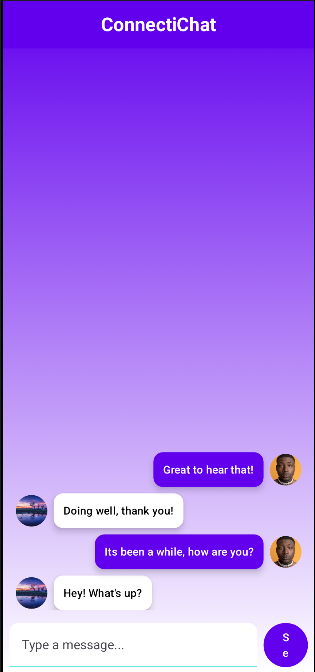 ConnectiChat
Great to hear that!
Doing well, thank you!
Its been a while, how are you?
Hey! What's up?
Type a message...
S
e